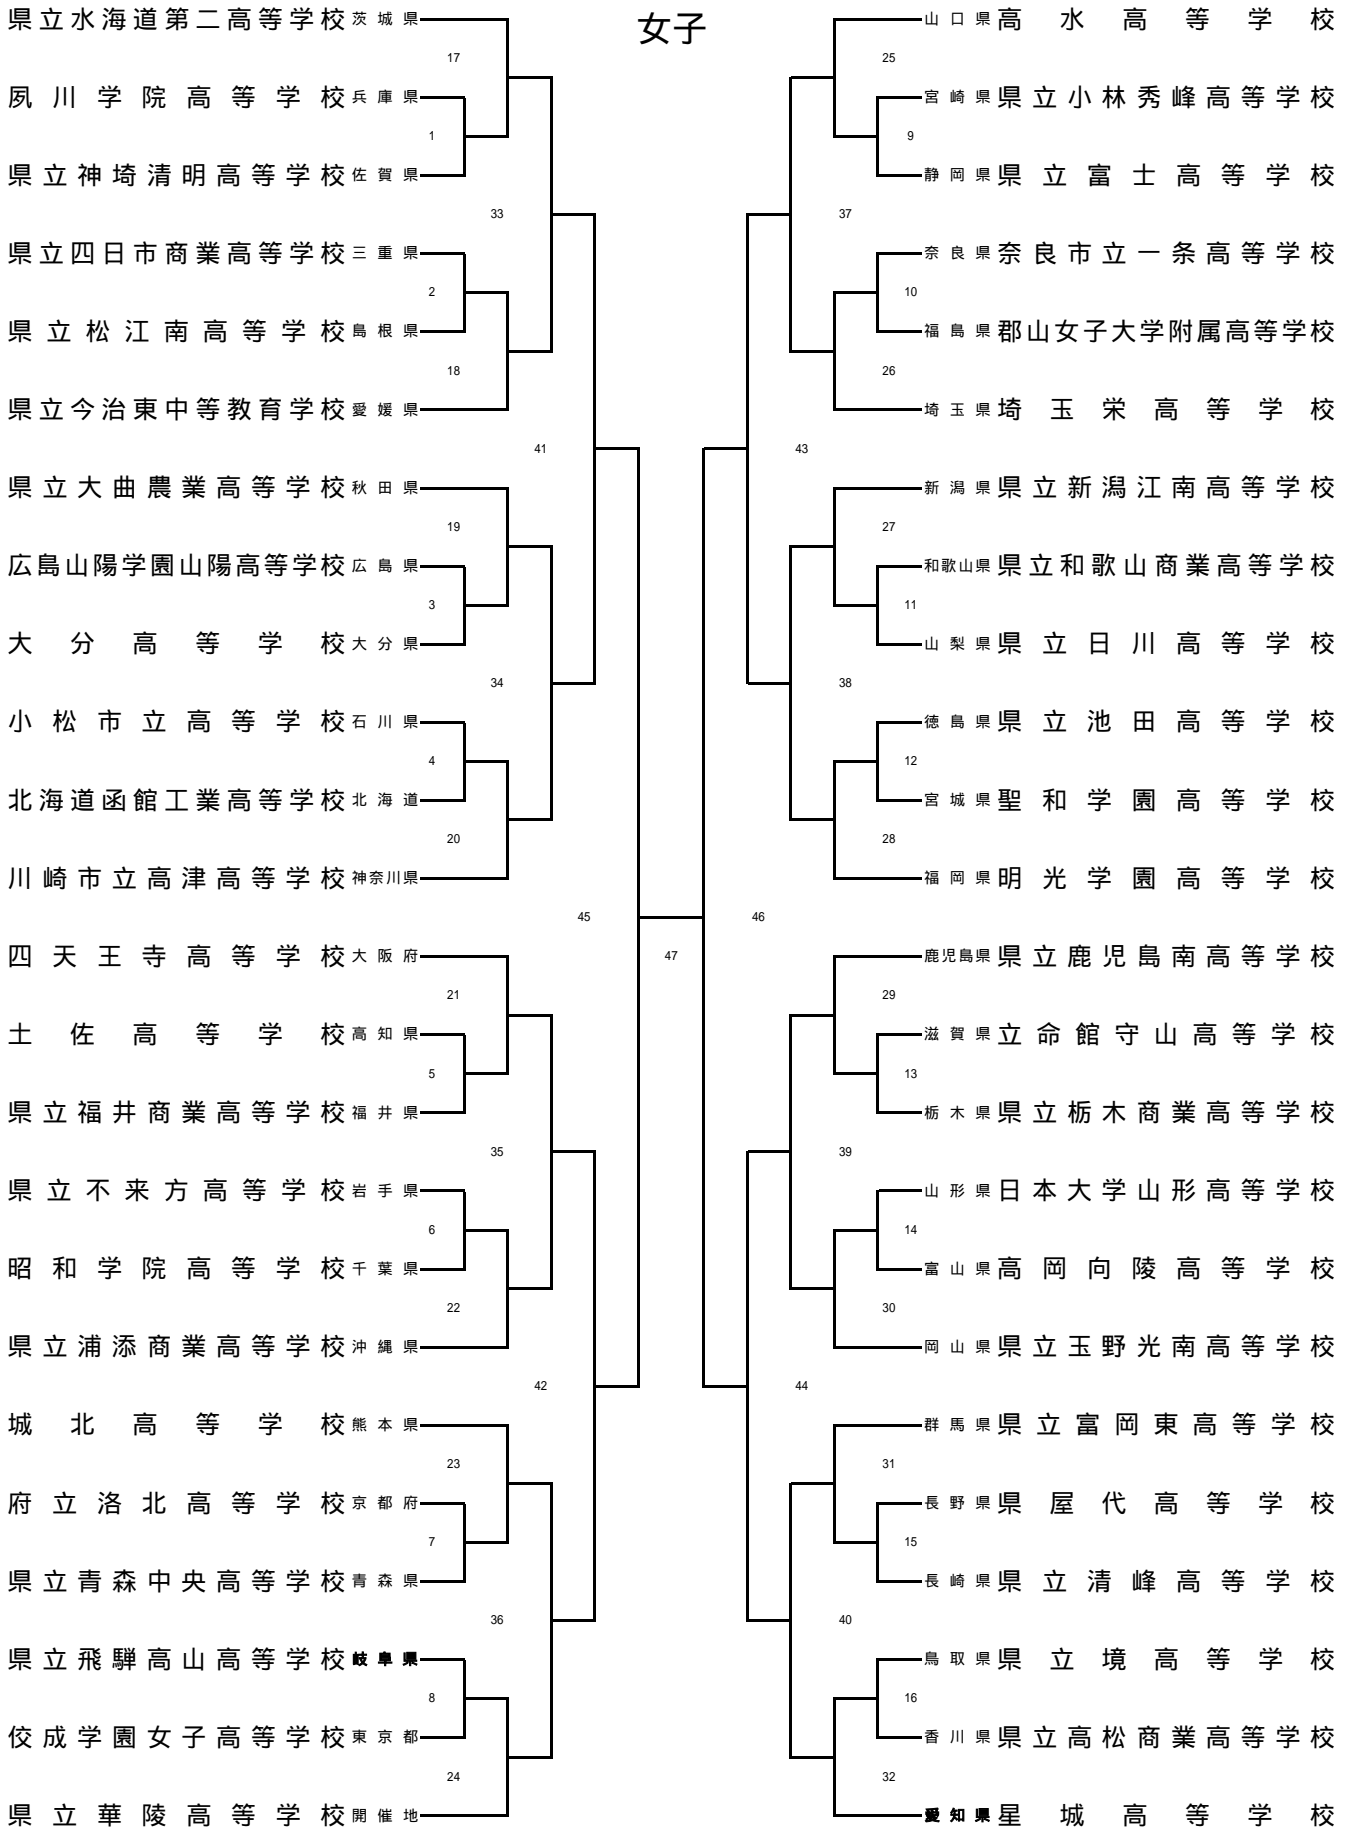 女子
県立水海道第二高等学校 茨城県
17
夙川学院高等学校 兵庫県
1
県立神埼清明高等学校 佐賀県
33
県立四日市商業高等学校 三重県
2
県立松江南高等学校 島根県
18
県立今治東中等教育学校 愛媛県
41
県立大曲農業高等学校 秋田県
19
広島山陽学園山陽高等学校 広島県
3
大分高等学校 大分県
34
小松市立高等学校 石川県
4
北海道函館工業高等学校 北海道
20
川崎市立高津高等学校 神奈川県
45
四天王寺高等学校 大阪府
21
土佐高等学校 高知県
5
県立福井商業高等学校 福井県
35
県立不来方高等学校 岩手県
6
昭和学院高等学校 千葉県
22
県立浦添商業高等学校 沖縄県
42
城北高等学校 熊本県
23
府立洛北高等学校 京都府
7
県立青森中央高等学校 青森県
36
県立飛騨高山高等学校 岐阜県
8
佼成学園女子高等学校 東京都
24
県立華陵高等学校 開催地
47
山口県 高水高等学校
25
宮崎県 県立小林秀峰高等学校
9
静岡県 県立富士高等学校
37
奈良県 奈良市立一条高等学校
10
福島県 郡山女子大学附属高等学校
26
埼玉県 埼玉栄高等学校
43
新潟県 県立新潟江南高等学校
27
和歌山県 県立和歌山商業高等学校
11
山梨県 県立日川高等学校
38
徳島県 県立池田高等学校
12
宮城県 聖和学園高等学校
28
福岡県 明光学園高等学校
46
鹿児島県 県立鹿児島南高等学校
29
滋賀県 立命館守山高等学校
13
栃木県 県立栃木商業高等学校
39
山形県 日本大学山形高等学校
14
富山県 高岡向陵高等学校
30
岡山県 県立玉野光南高等学校
44
群馬県 県立富岡東高等学校
31
長野県 県屋代高等学校
15
長崎県 県立清峰高等学校
40
鳥取県 県立境高等学校
16
香川県 県立高松商業高等学校
32
愛知県 星城高等学校